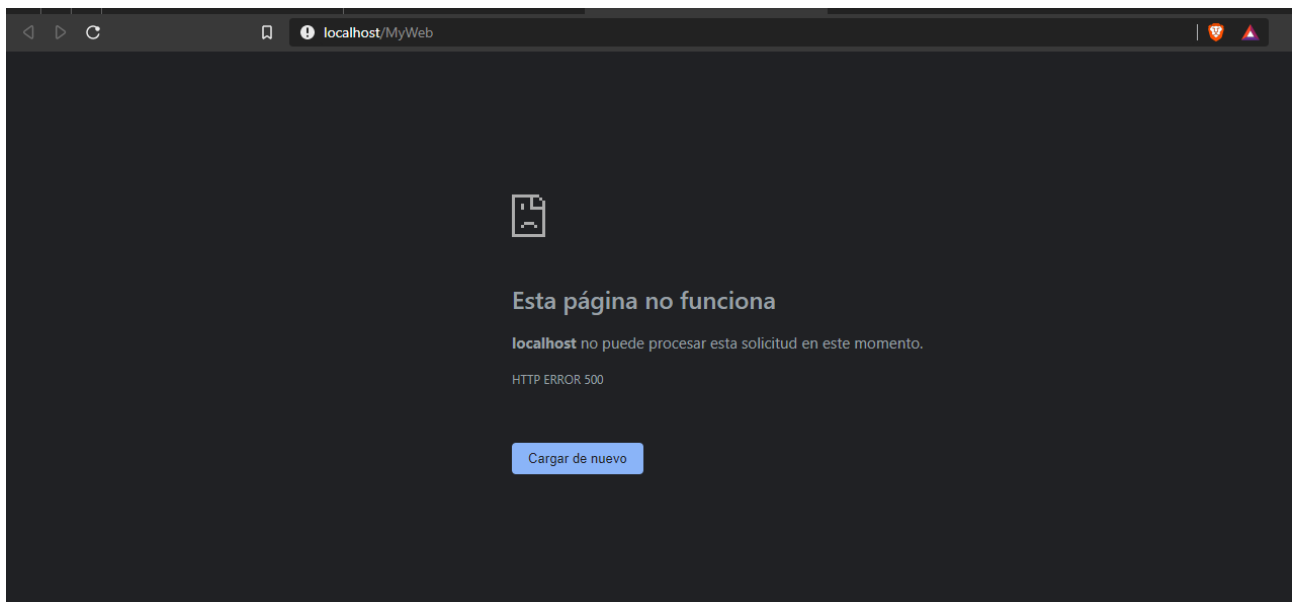 localhost/MyWeb
Esta página no funciona
localhost no puede procesar esta solicitud en este momento.
HTTP ERROR 500
Cargar de nuevo